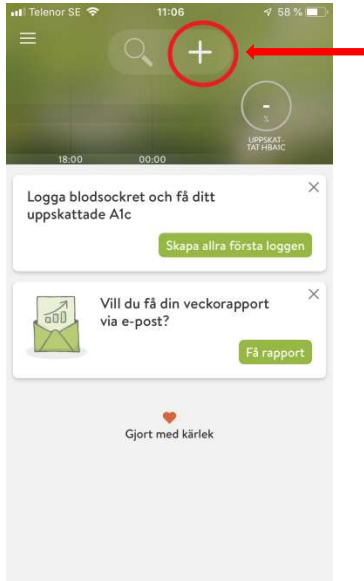 Telenor SE 11:06 58 %
-
%
UPPSKAT-
TAT HBA1C
18:00 00:00
Logga blodsockret och få ditt
uppskattade A1c
Skapa allra första loggen
Vill du få din veckorapport
via e-post?
Få rapport
Gjort med kärlek